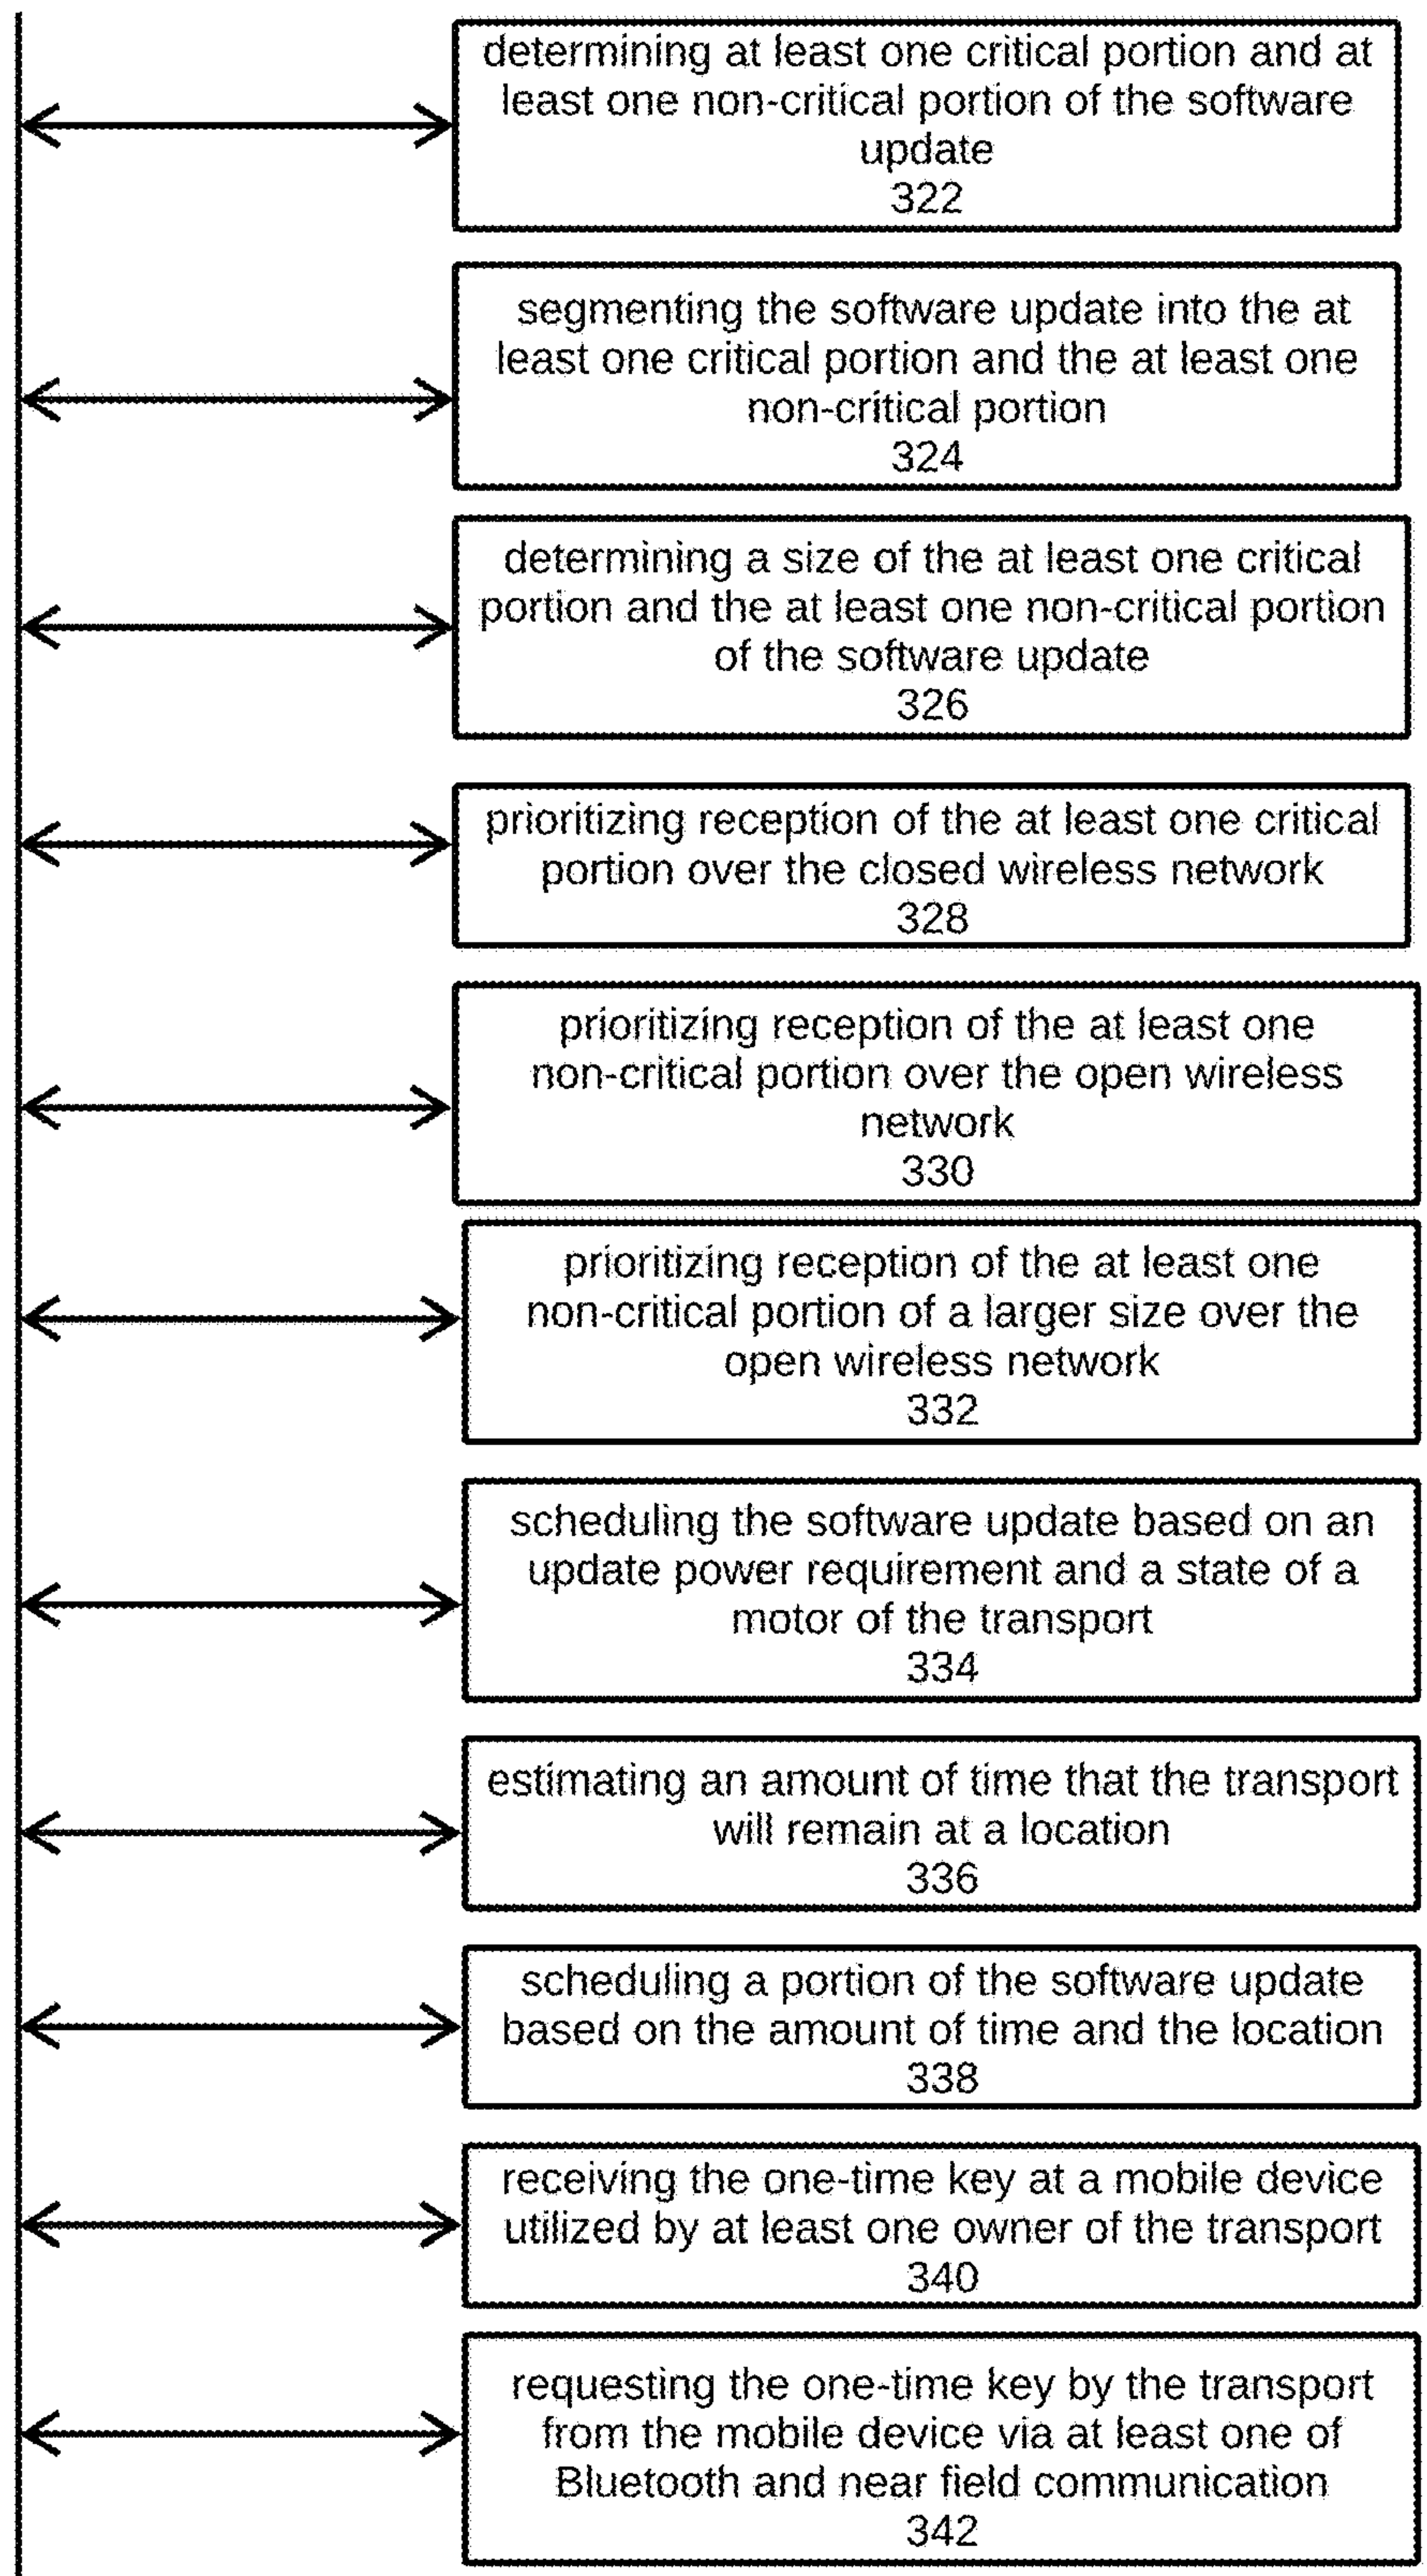 determining at least one critical portion and at
least one non-critical portion of the software
update
322
segmenting the software update into the at
least one critical portion and the at least one
non-critical portion
324
determining a size of the at least one critical
portion and the at least one non-critical portion
of the software update
326
prioritizing reception of the at least one critical
portion over the closed wireless network
328
prioritizing reception of the at least one
non-critical portion over the open wireless
network
330
prioritizing reception of the at least one
non-critical portion of a larger size over the
open wireless network
332
scheduling the software update based on an
update power requirement and a state of a
motor of the transport
334
estimating an amount of time that the transport
will remain at a location
336
scheduling a portion of the software update
based on the amount of time and the location
338
receiving the one-time key at a mobile device
utilized by at least one owner of the transport
340
requesting the one-time key by the transport
from the mobile device via at least one of
Bluetooth and near field communication
342